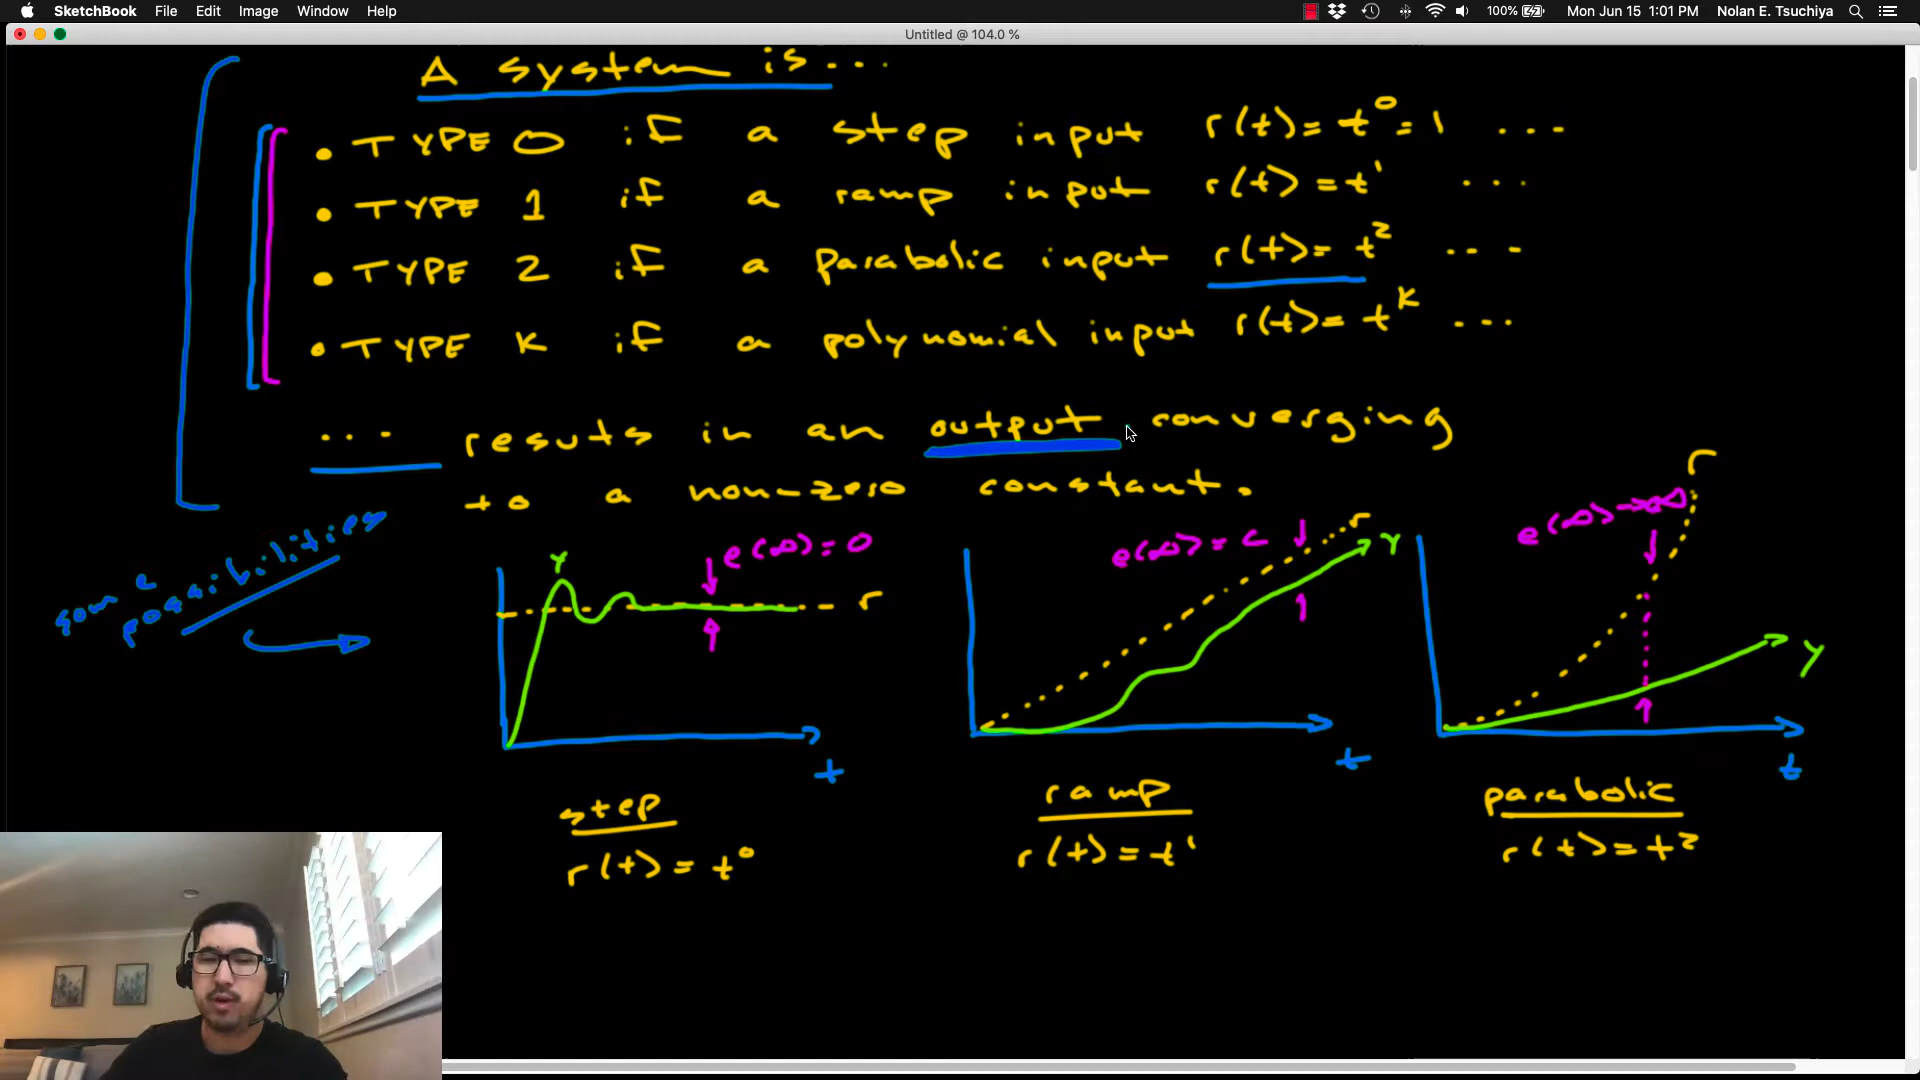 SketchBook File Edit Image Window Help 100% Mon Jun 15 1:01 PM Nolan E. Tsuchiya
Untitled @ 104.0 %
A system is...
• TYPE 0 if a step input r(t) = t⁰ = 1 ...
• TYPE 1 if a ramp input r(t) = t¹ ...
• TYPE 2 if a parabolic input r(t) = t² ...
• TYPE K if a polynomial input r(t) = t^K ...
... resuts in an output converging
to a non-zero constant.
some
possibilities
Y e(∞) = 0 r
t
step
r(t) = t⁰
e(∞) = c r Y
t
ramp
r(t) = t¹
r
e(∞) → ∞
Y
t
parabolic
r(t) = t²